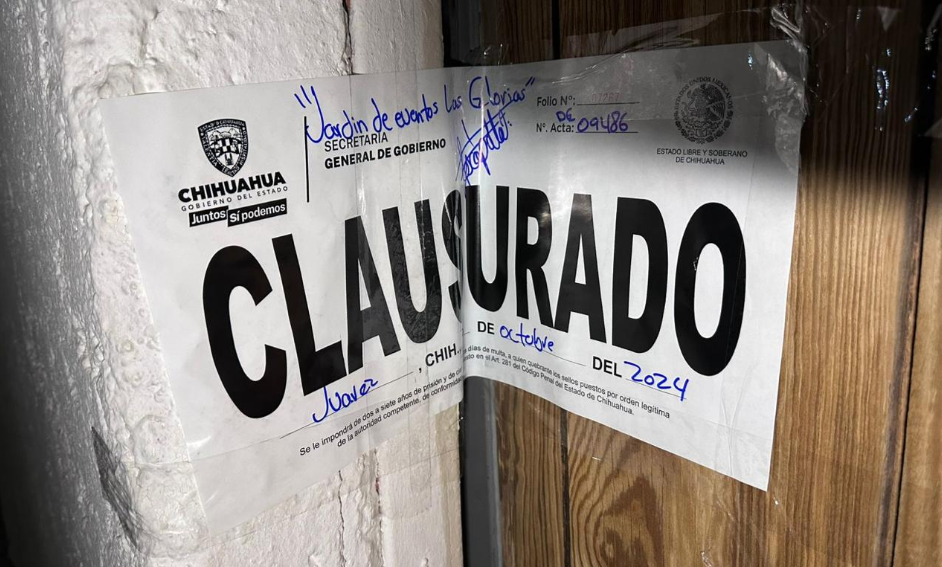 "Jardin de eventos Las Glorias"
SECRETARÍA
GENERAL DE GOBIERNO
Folio N°:
DE
N°. Acta: 09486
CHIHUAHUA
GOBIERNO DEL ESTADO
Juntos Sí podemos
ESTADO LIBRE Y SOBERANO
DE CHIHUAHUA
CLAUSURADO
Juarez, CHIH., DE octubre DEL 2024
Se le impondrá de dos a siete años de prisión y de días de multa, a quien quebrante los sellos puestos por orden legítima
de la autoridad competente, de conformidad en el Art. 281 del Código Penal del Estado de Chihuahua.